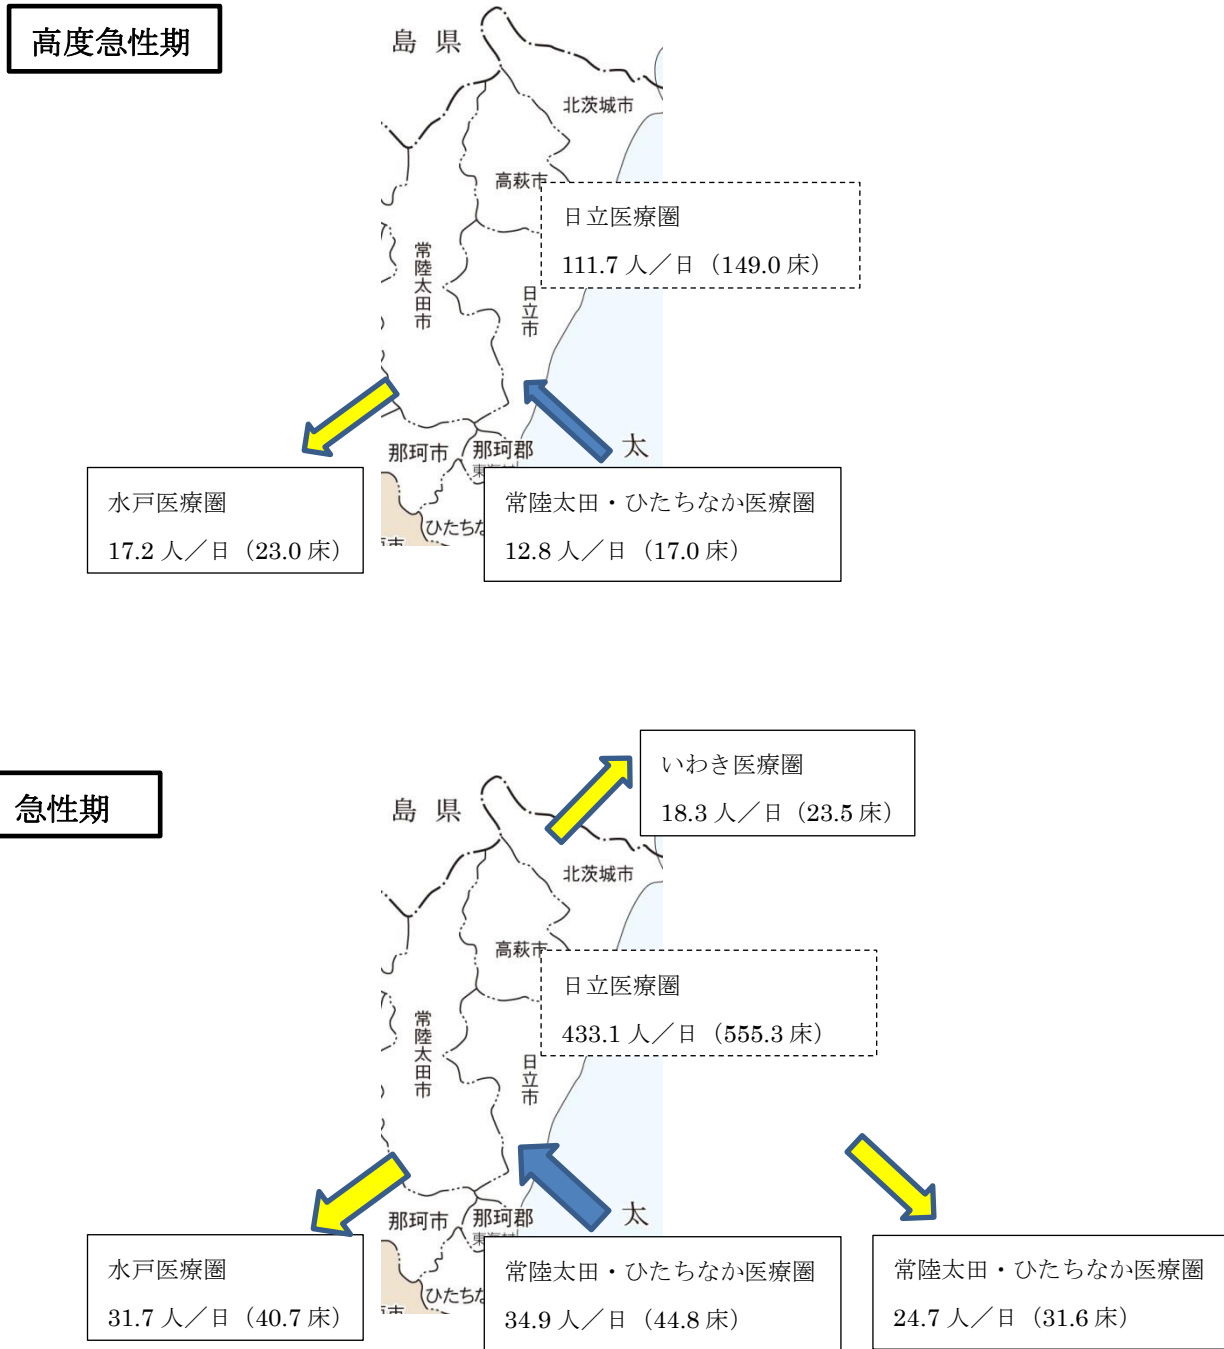 高度急性期
島 県
北茨城市
高萩市
日立医療圏
111.7 人／日（149.0 床）
常陸太田市
日立市
那珂市
那珂郡
太
水戸医療圏
17.2 人／日（23.0 床）
ひたちな
常陸太田・ひたちなか医療圏
12.8 人／日（17.0 床）
急性期
いわき医療圏
18.3 人／日（23.5 床）
島 県
北茨城市
高萩市
日立医療圏
433.1 人／日（555.3 床）
常陸太田市
日立市
那珂市
那珂郡
太
水戸医療圏
31.7 人／日（40.7 床）
ひたちな
常陸太田・ひたちなか医療圏
34.9 人／日（44.8 床）
常陸太田・ひたちなか医療圏
24.7 人／日（31.6 床）